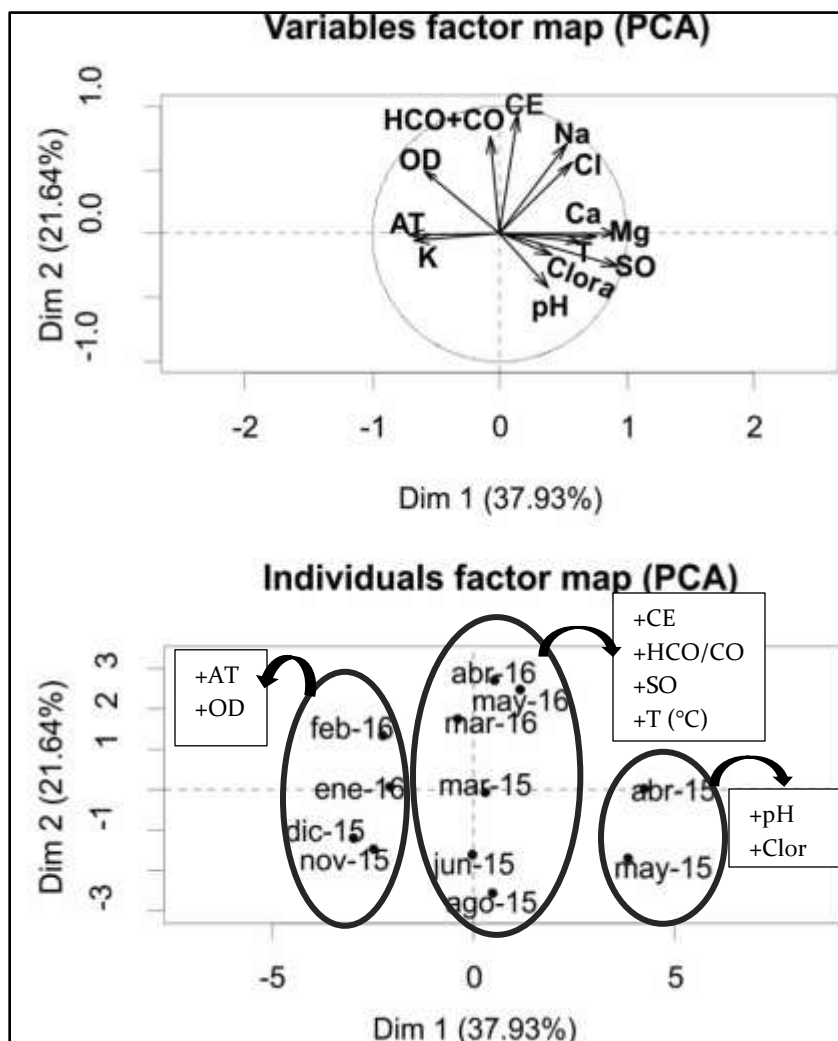 Variables factor map (PCA)
Dim 2 (21.64%)
1.0
0.0
-1.0
HCO+CO
CE
Na
Cl
OD
Ca
AT
Mg
K
T
SO
Clora
pH
-2
-1
0
1
2
Dim 1 (37.93%)
Individuals factor map (PCA)
+AT
+OD
+CE
+HCO/CO
+SO
+T (°C)
Dim 2 (21.64%)
3
2
1
-1
-3
abr-16
may-16
feb-16
mar-16
ene-16
mar-15
abr-15
dic-15
nov-15
jun-15
may-15
ago-15
+pH
+Clor
-5
0
5
Dim 1 (37.93%)